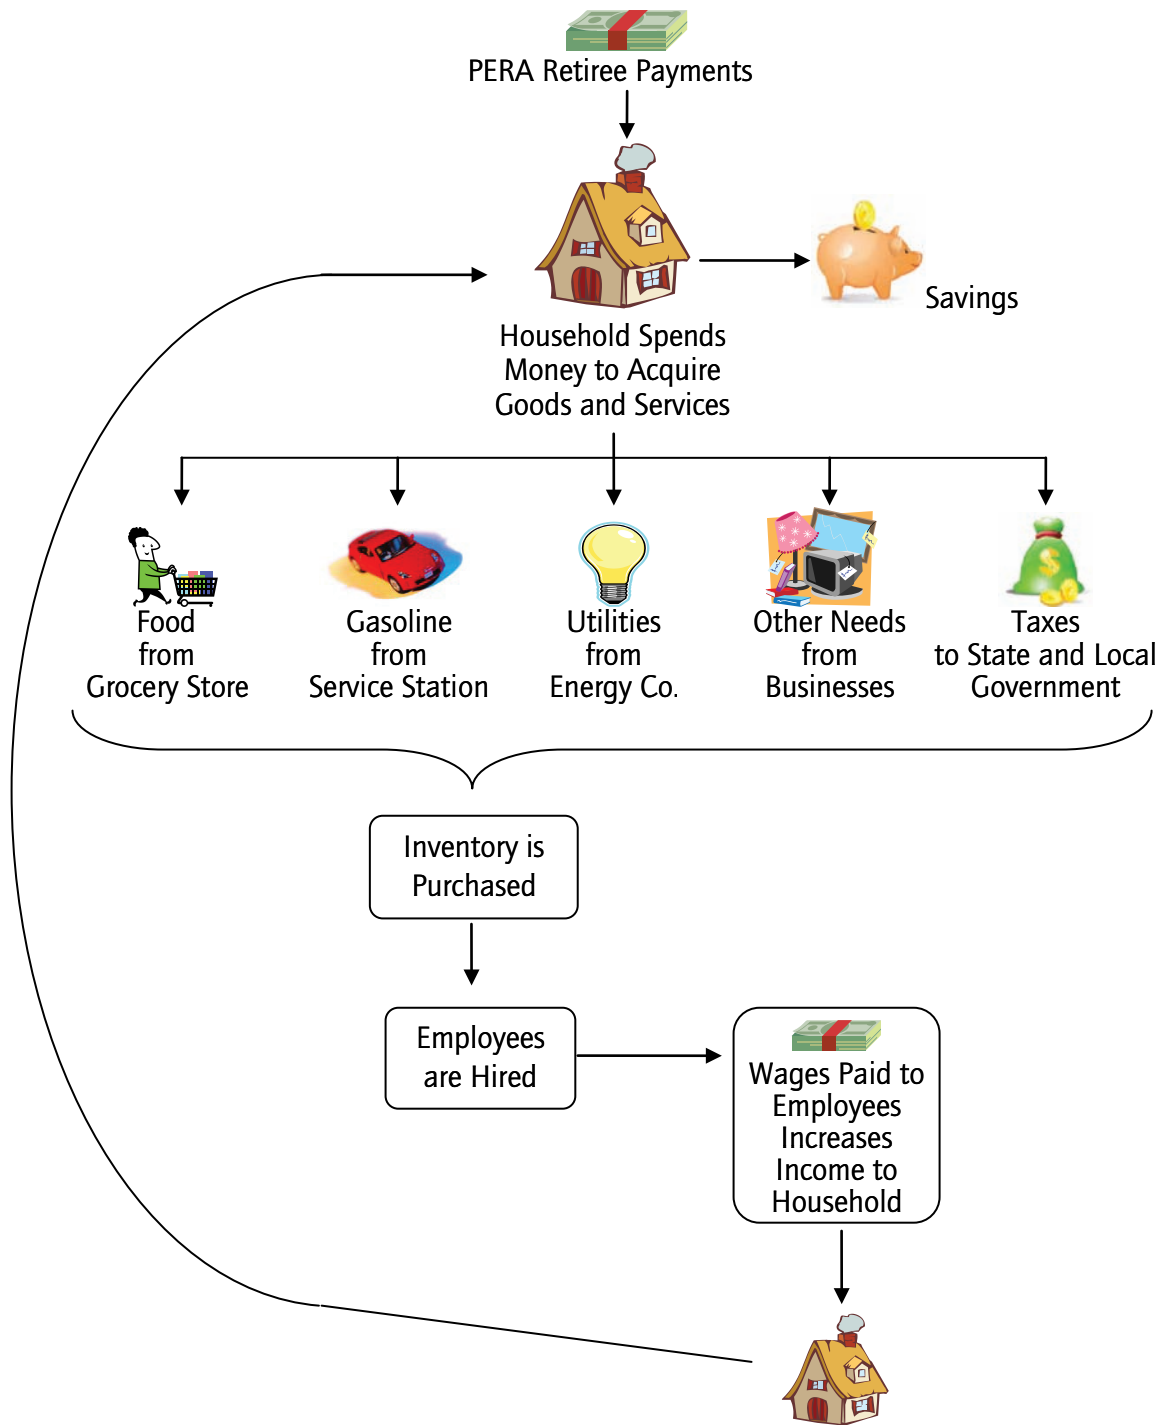 PERA Retiree Payments
Savings
Household Spends
Money to Acquire
Goods and Services
Food
from
Grocery Store
Gasoline
from
Service Station
Utilities
from
Energy Co.
Other Needs
from
Businesses
Taxes
to State and Local
Government
Inventory is
Purchased
Employees
are Hired
Wages Paid to
Employees
Increases
Income to
Household